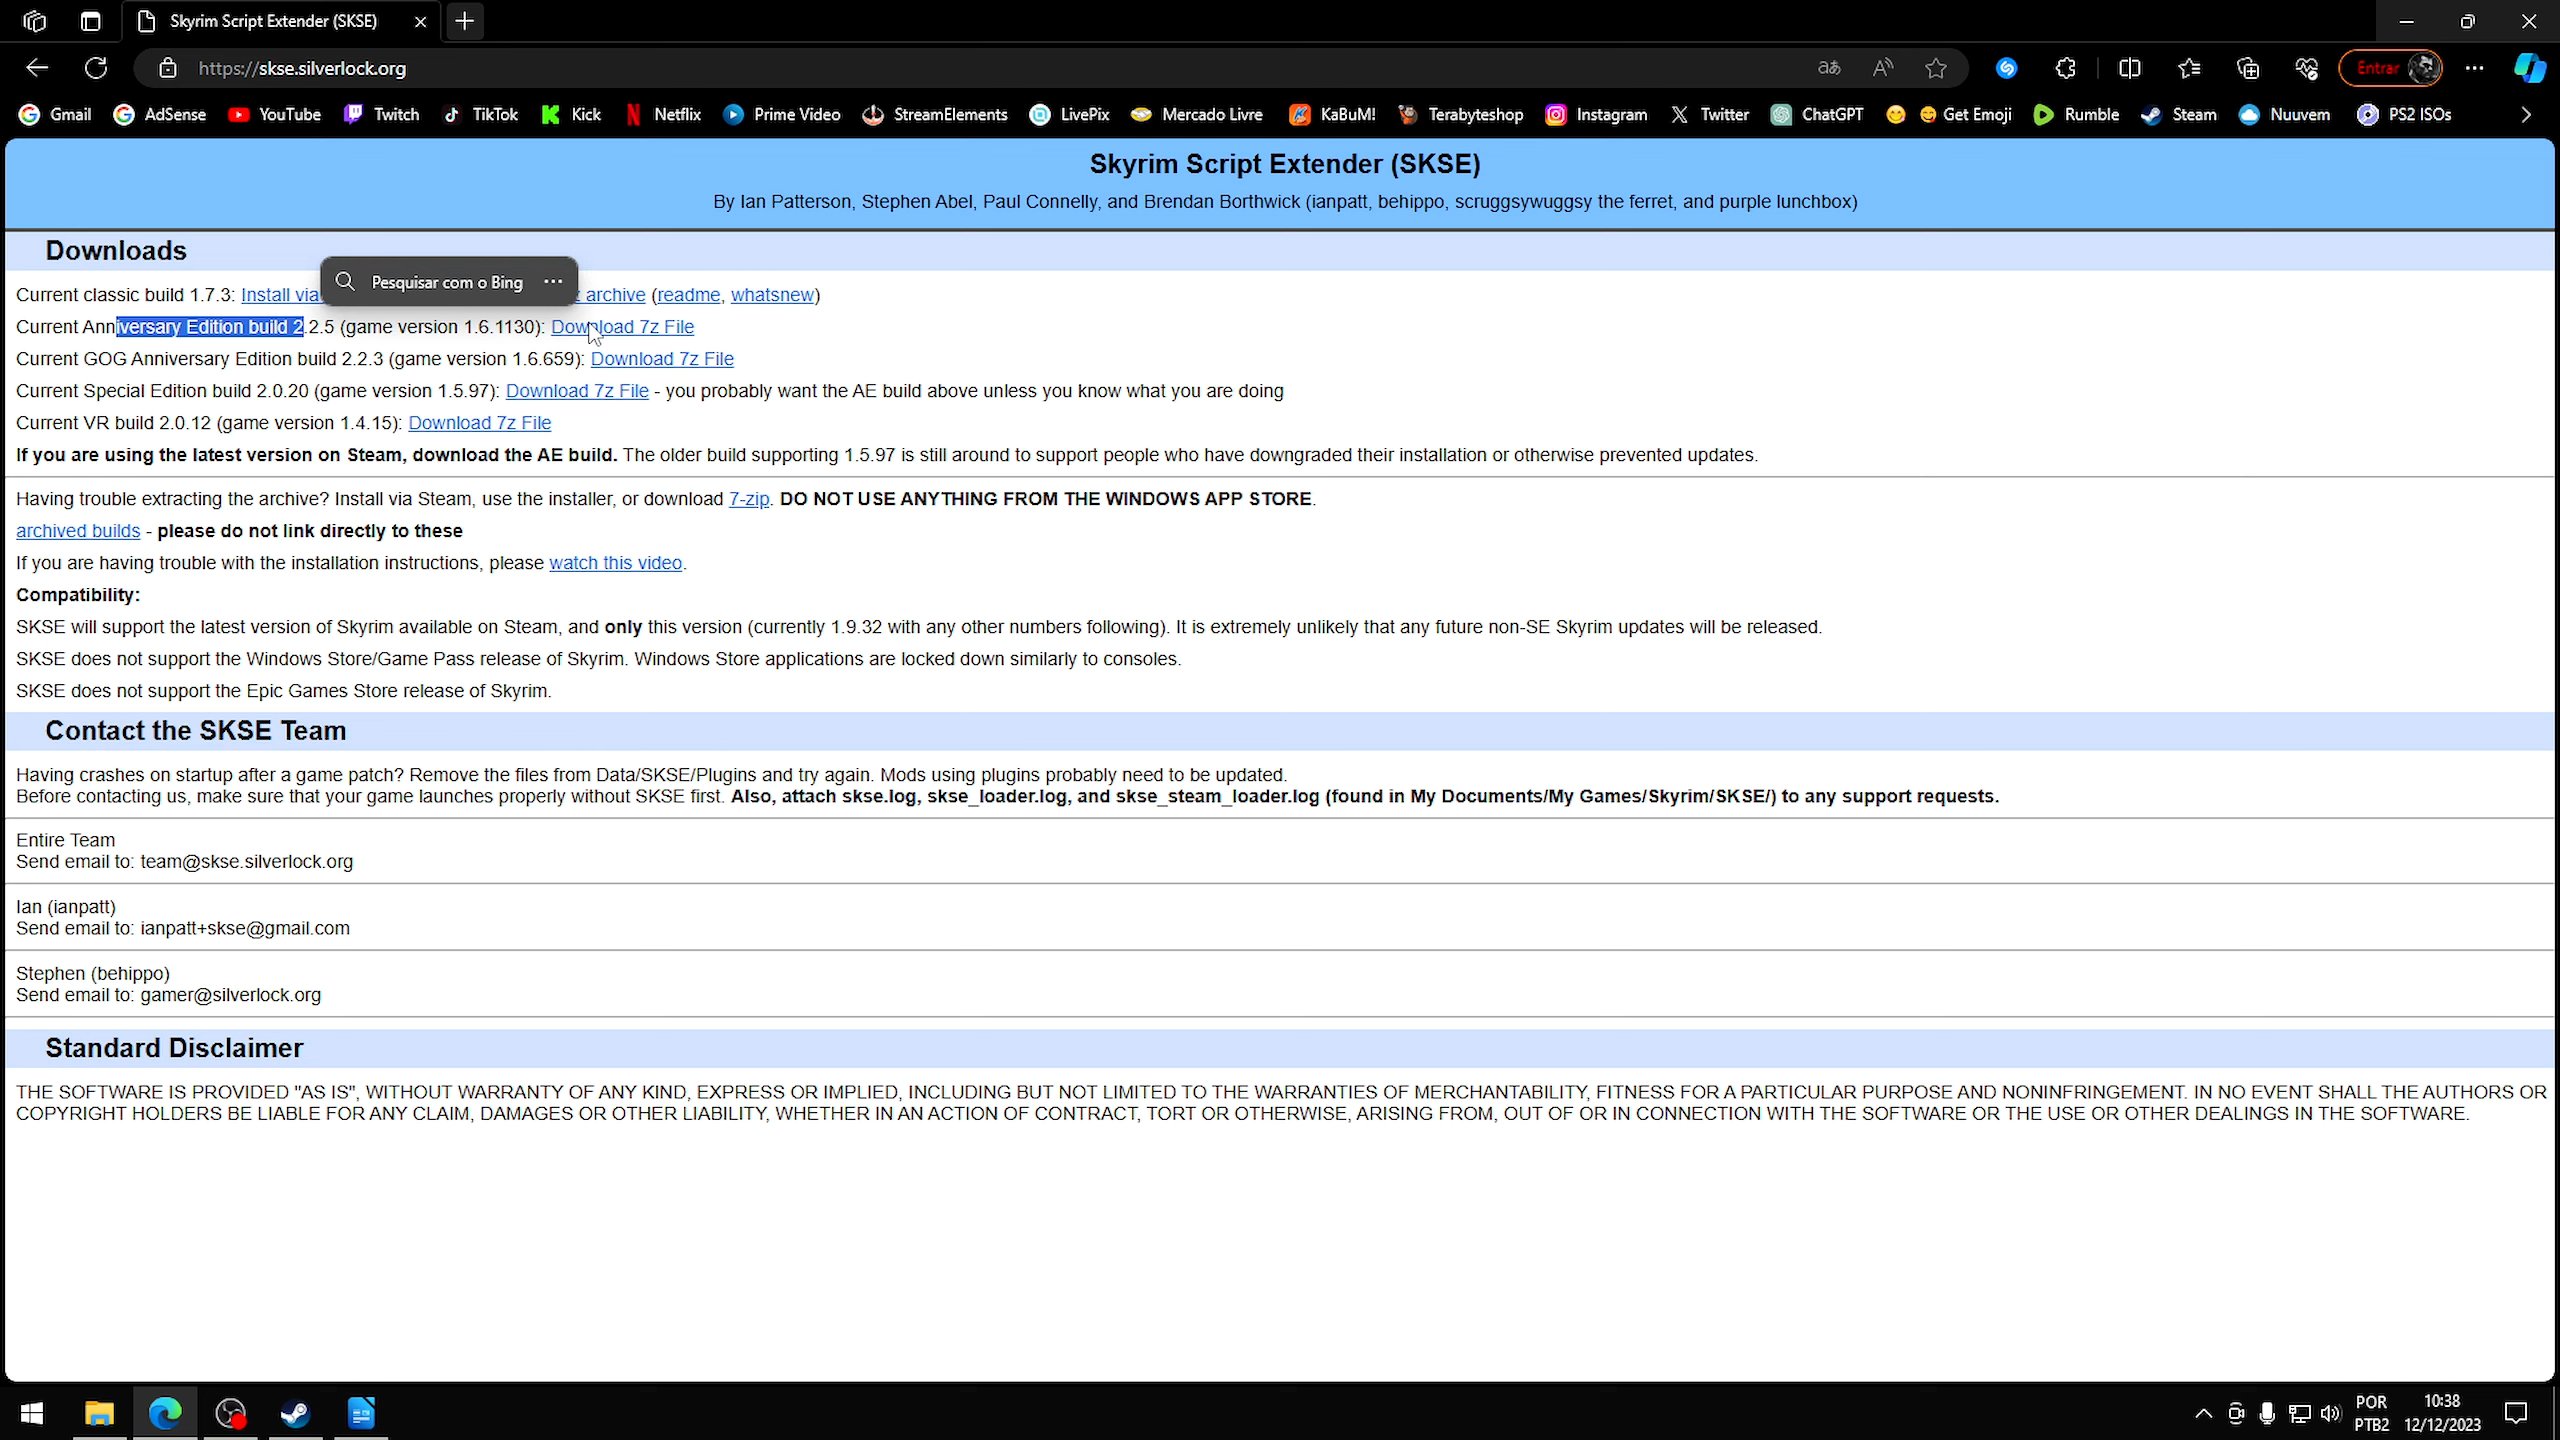 Skyrim Script Extender (SKSE)
https://skse.silverlock.org
aあ
A
Entrar
Gmail AdSense YouTube Twitch TikTok Kick Netflix Prime Video StreamElements LivePix Mercado Livre KaBuM! Terabyteshop Instagram Twitter ChatGPT Get Emoji Rumble Steam Nuuvem PS2 ISOs
Skyrim Script Extender (SKSE)
By Ian Patterson, Stephen Abel, Paul Connelly, and Brendan Borthwick (ianpatt, behippo, scruggsywuggsy the ferret, and purple lunchbox)
Downloads
Pesquisar com o Bing
Current classic build 1.7.3: Install via archive (readme, whatsnew)
Current Anniversary Edition build 2.2.5 (game version 1.6.1130): Download 7z File
Current GOG Anniversary Edition build 2.2.3 (game version 1.6.659): Download 7z File
Current Special Edition build 2.0.20 (game version 1.5.97): Download 7z File - you probably want the AE build above unless you know what you are doing
Current VR build 2.0.12 (game version 1.4.15): Download 7z File
If you are using the latest version on Steam, download the AE build. The older build supporting 1.5.97 is still around to support people who have downgraded their installation or otherwise prevented updates.
Having trouble extracting the archive? Install via Steam, use the installer, or download 7-zip. DO NOT USE ANYTHING FROM THE WINDOWS APP STORE.
archived builds - please do not link directly to these
If you are having trouble with the installation instructions, please watch this video.
Compatibility:
SKSE will support the latest version of Skyrim available on Steam, and only this version (currently 1.9.32 with any other numbers following). It is extremely unlikely that any future non-SE Skyrim updates will be released.
SKSE does not support the Windows Store/Game Pass release of Skyrim. Windows Store applications are locked down similarly to consoles.
SKSE does not support the Epic Games Store release of Skyrim.
Contact the SKSE Team
Having crashes on startup after a game patch? Remove the files from Data/SKSE/Plugins and try again. Mods using plugins probably need to be updated.
Before contacting us, make sure that your game launches properly without SKSE first. Also, attach skse.log, skse_loader.log, and skse_steam_loader.log (found in My Documents/My Games/Skyrim/SKSE/) to any support requests.
Entire Team
Send email to: team@skse.silverlock.org
Ian (ianpatt)
Send email to: ianpatt+skse@gmail.com
Stephen (behippo)
Send email to: gamer@silverlock.org
Standard Disclaimer
THE SOFTWARE IS PROVIDED "AS IS", WITHOUT WARRANTY OF ANY KIND, EXPRESS OR IMPLIED, INCLUDING BUT NOT LIMITED TO THE WARRANTIES OF MERCHANTABILITY, FITNESS FOR A PARTICULAR PURPOSE AND NONINFRINGEMENT. IN NO EVENT SHALL THE AUTHORS OR
COPYRIGHT HOLDERS BE LIABLE FOR ANY CLAIM, DAMAGES OR OTHER LIABILITY, WHETHER IN AN ACTION OF CONTRACT, TORT OR OTHERWISE, ARISING FROM, OUT OF OR IN CONNECTION WITH THE SOFTWARE OR THE USE OR OTHER DEALINGS IN THE SOFTWARE.
POR 10:38
PTB2 12/12/2023